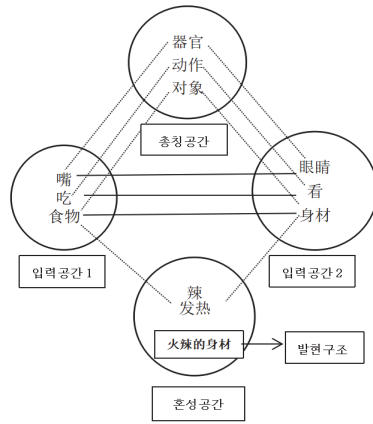 器官
动作
对象
총칭공간
嘴
吃
食物
眼睛
看
身材
입력공간 1
입력공간 2
辣
发热
火辣的身材
발현구조
혼성공간